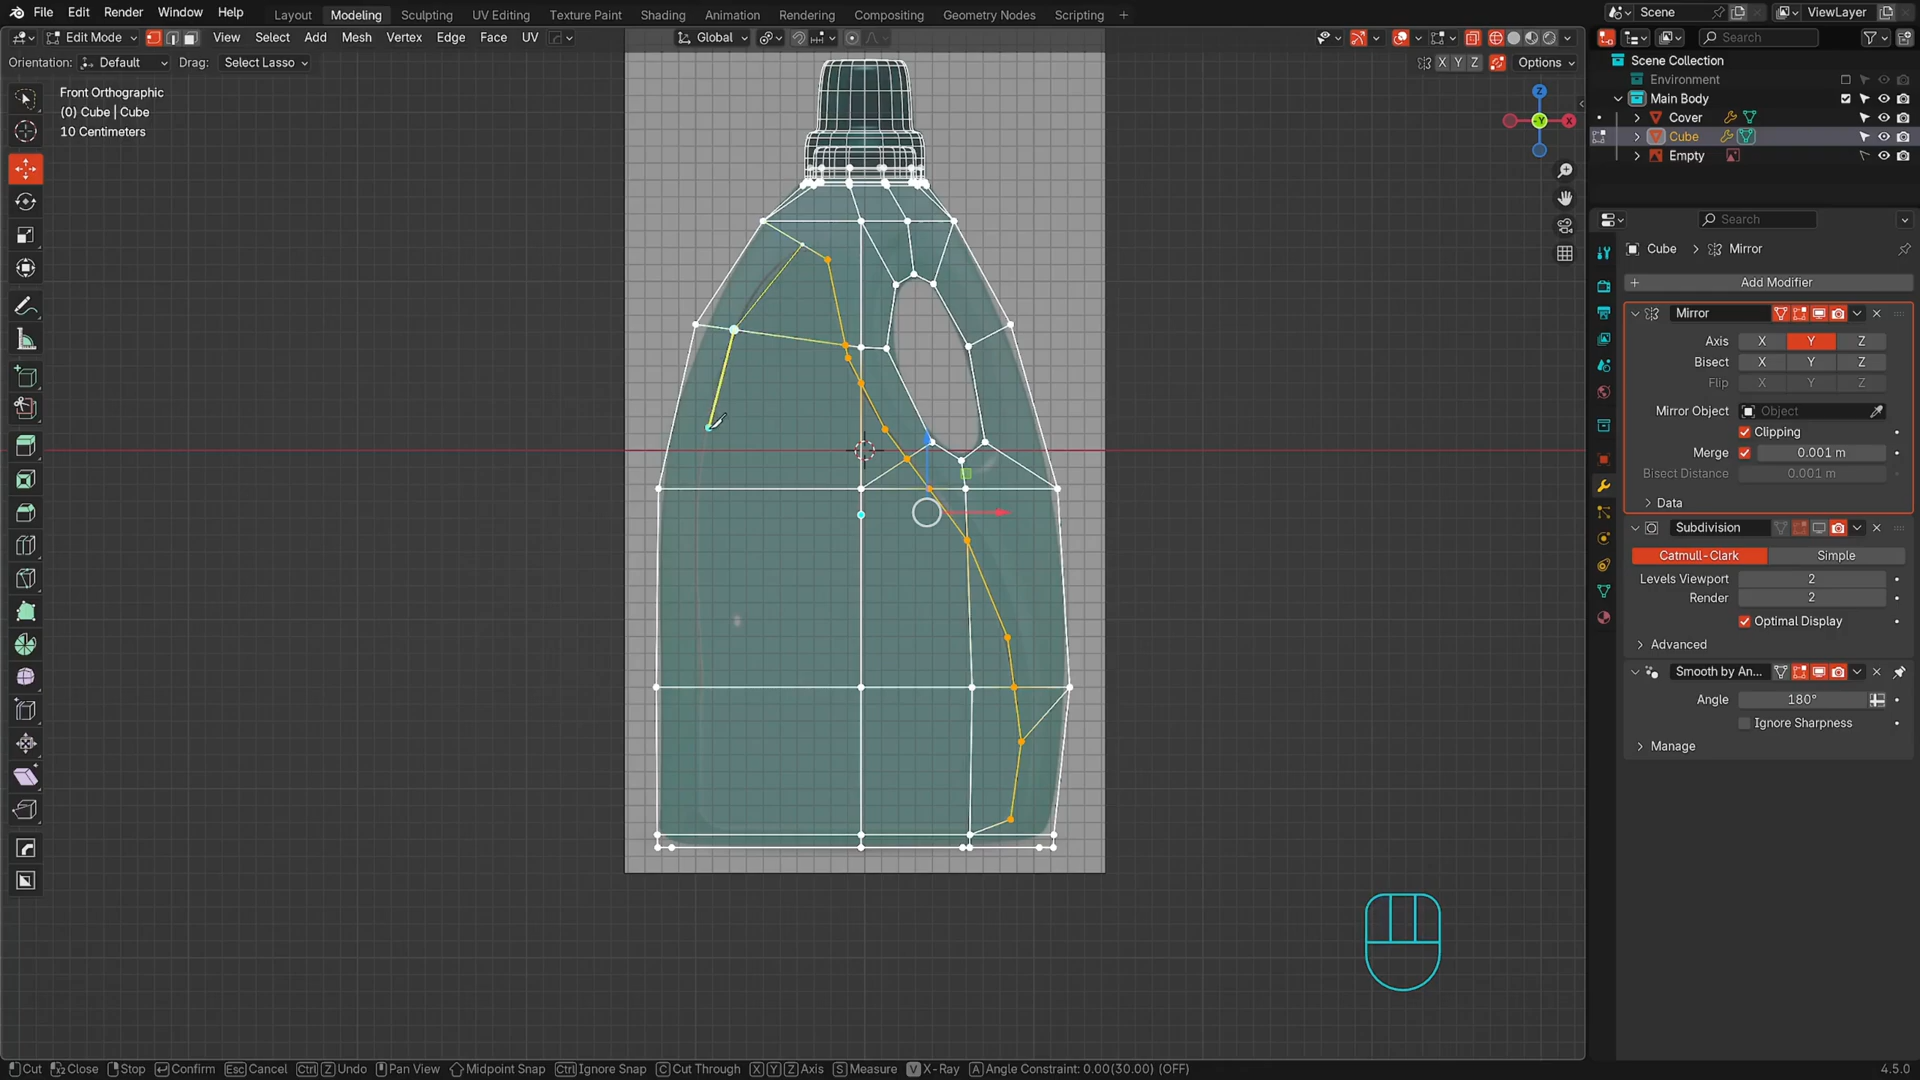 File Edit Render Window Help
Layout Modeling Sculpting UV Editing Texture Paint Shading Animation Rendering Compositing Geometry Nodes Scripting +
Scene ViewLayer
Edit Mode View Select Add Mesh Vertex Edge Face UV Global
Search
Orientation: Default Drag: Select Lasso X Y Z Options
Scene Collection
Environment
Main Body
Cover
Cube
Empty
Front Orthographic
(0) Cube | Cube
10 Centimeters
Z
-Y
X
Search
Cube > Mirror
+ Add Modifier
Mirror
Axis X Y Z
Bisect X Y Z
Flip X Y Z
Mirror Object Object
Clipping
Merge 0.001 m
Bisect Distance 0.001 m
Data
Subdivision
Catmull-Clark Simple
Levels Viewport 2
Render 2
Optimal Display
Advanced
Smooth by An...
Angle 180°
Ignore Sharpness
Manage
Cut Close Stop Confirm Esc Cancel Ctrl Z Undo Pan View Midpoint Snap Ctrl Ignore Snap C Cut Through X Y Z Axis S Measure V X-Ray A Angle Constraint: 0.00(30.00) (OFF)
4.5.0